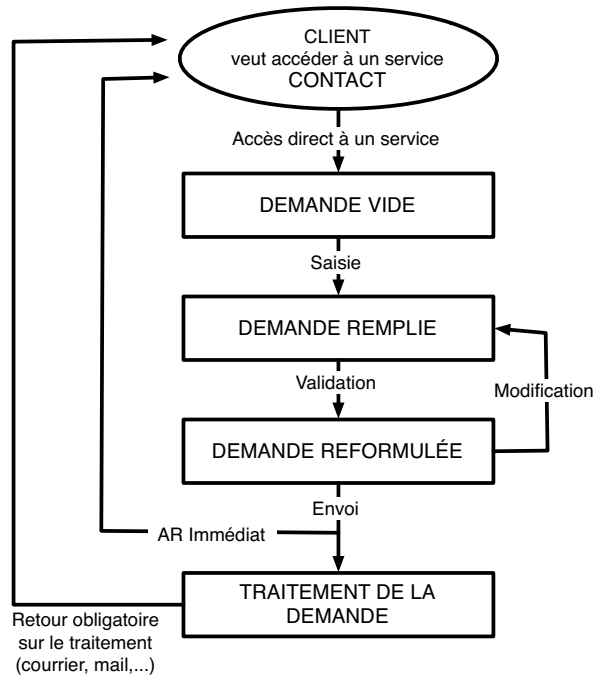 CLIENT
veut accéder à un service
CONTACT
Accès direct à un service
DEMANDE VIDE
Saisie
DEMANDE REMPLIE
Validation
Modification
DEMANDE REFORMULÉE
Envoi
AR Immédiat
TRAITEMENT DE LA
DEMANDE
Retour obligatoire
sur le traitement
(courrier, mail,...)